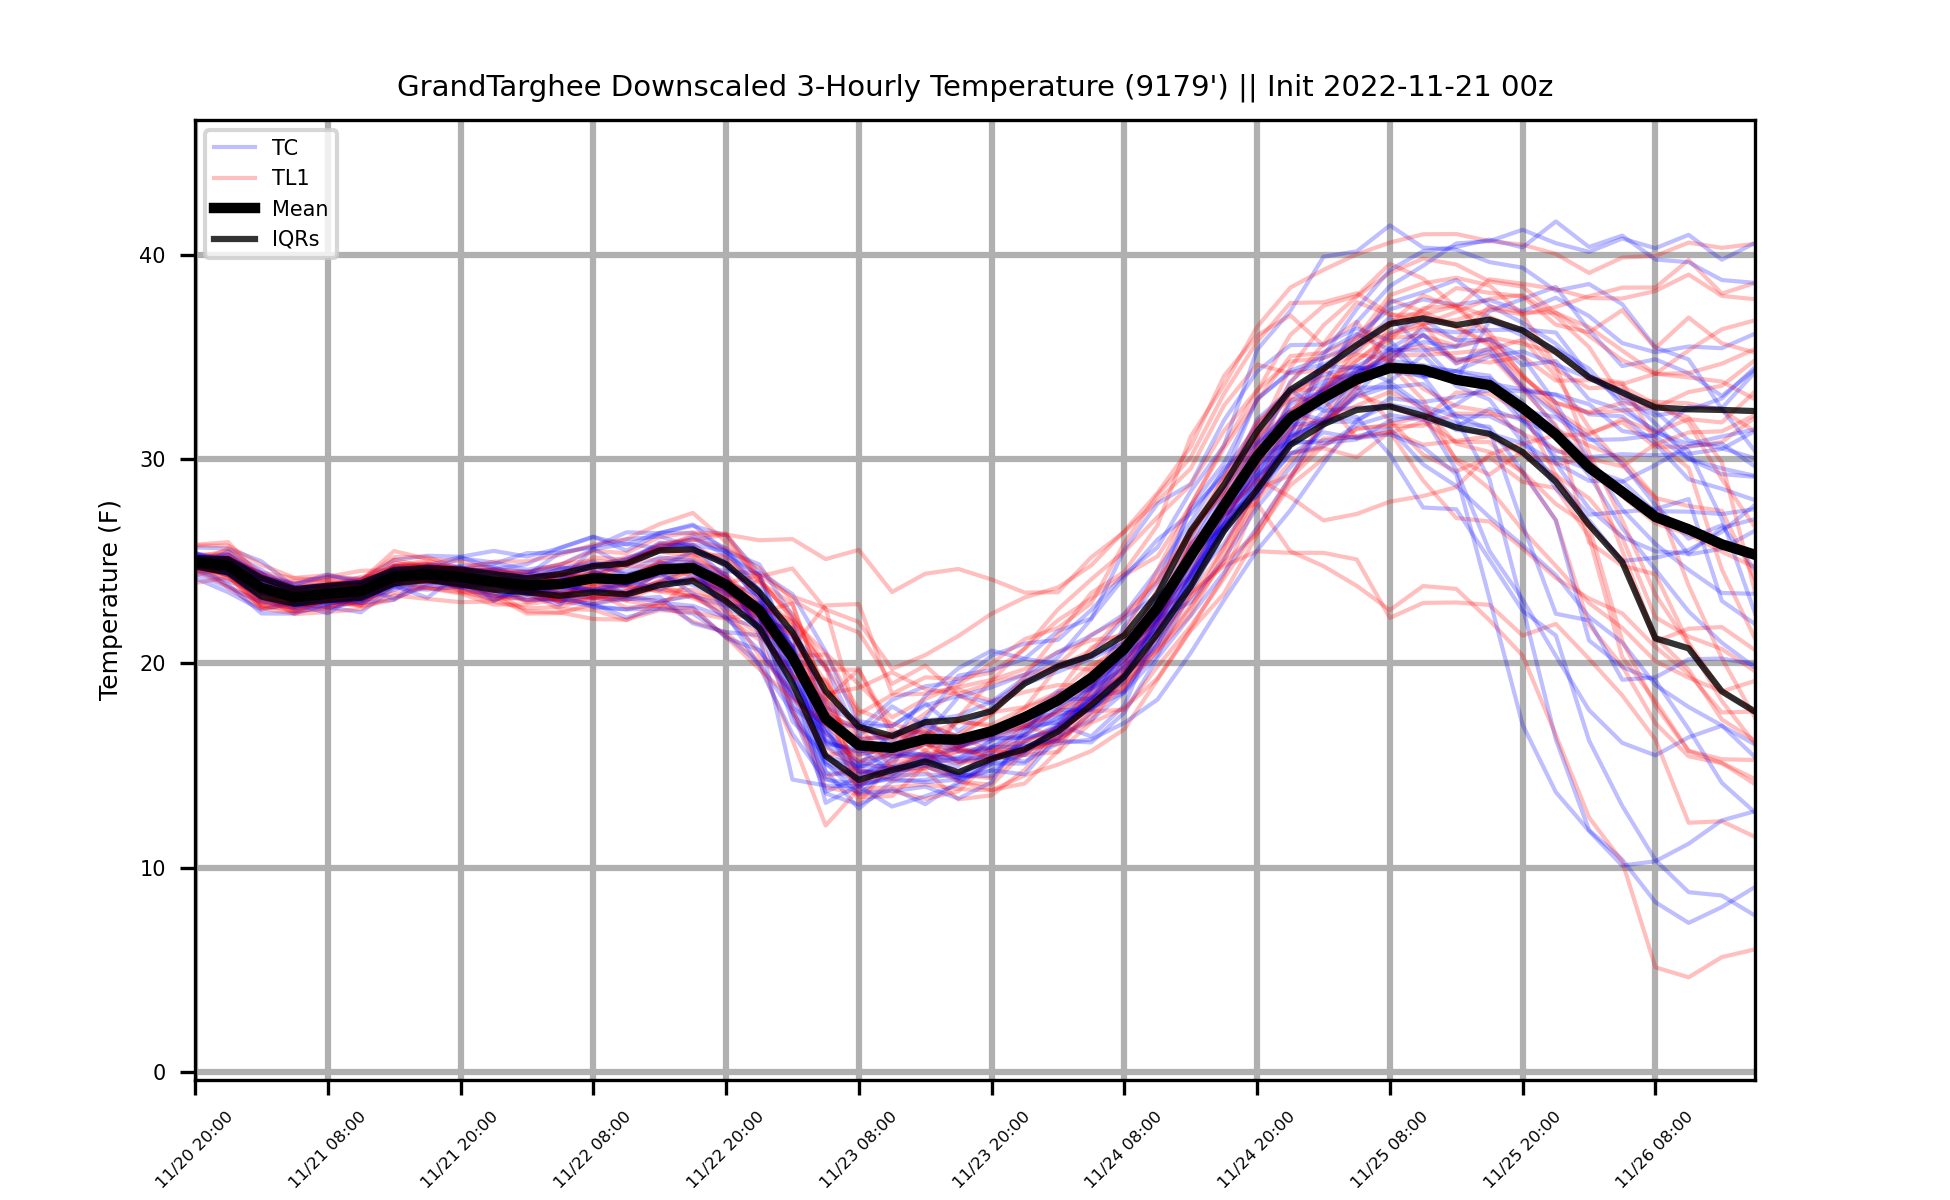 GrandTarghee Downscaled 3-Hourly Temperature (9179') || Init 2022-11-21 00z
TC
TL1
Mean
IQRs
Temperature (F)
40
30
20
10
0
11/20 20:00
11/21 08:00
11/21 20:00
11/22 08:00
11/22 20:00
11/23 08:00
11/23 20:00
11/24 08:00
11/24 20:00
11/25 08:00
11/25 20:00
11/26 08:00